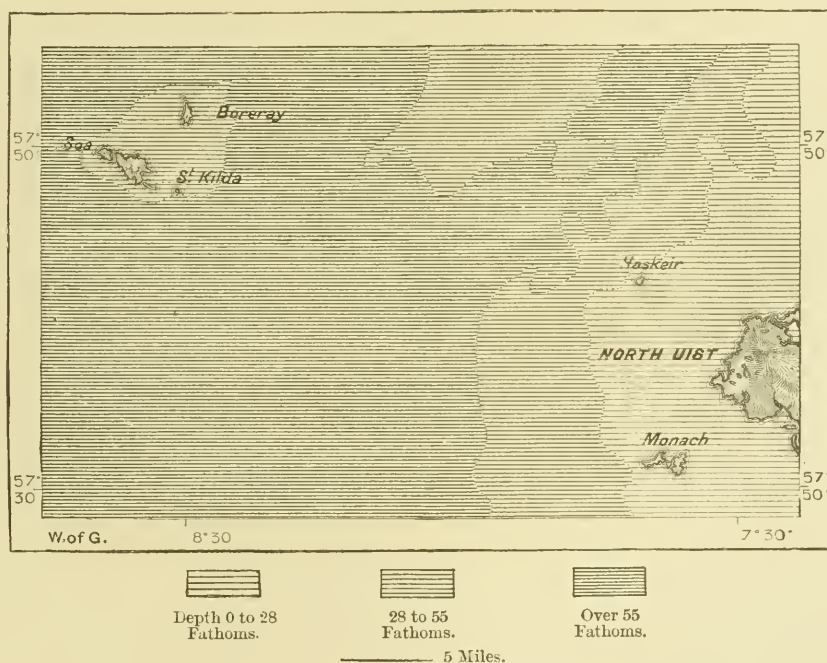 Boreray
57° 57°
Soa
50' 50'
St Kilda
Haskeir
NORTH UIST
Monach
57° 57°
30 50'
W. of G. 8°30 7°30'
Depth 0 to 28 28 to 55 Over 55
Fathoms. Fathoms. Fathoms.
5 Miles.